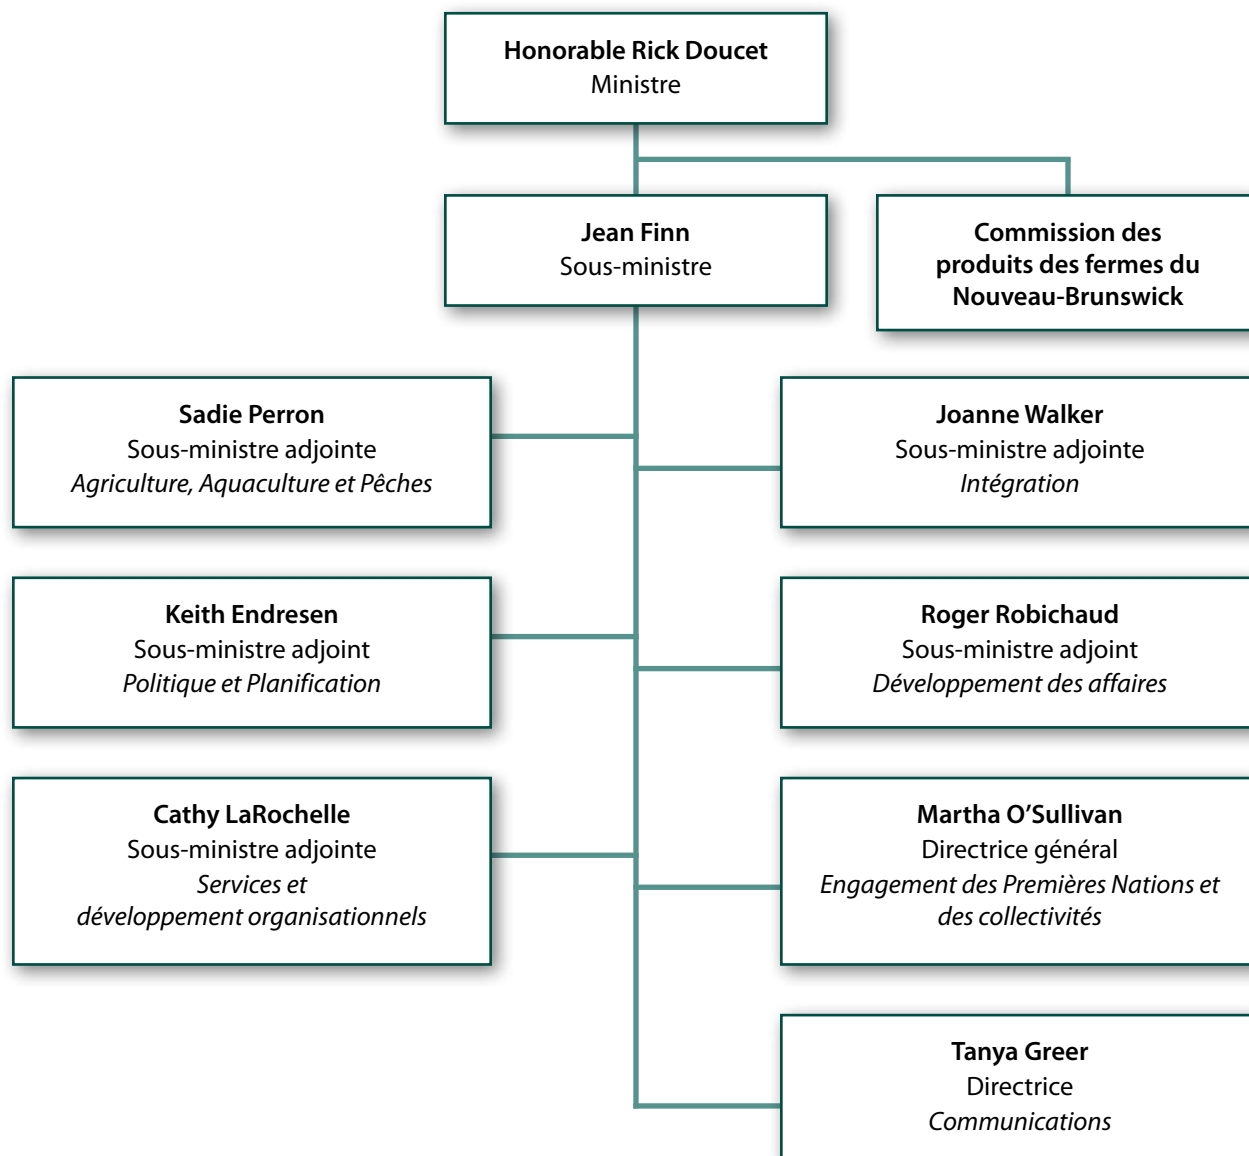 Honorable Rick Doucet
Ministre
Jean Finn
Sous-ministre
Commission des
produits des fermes du
Nouveau-Brunswick
Sadie Perron
Sous-ministre adjointe
Agriculture, Aquaculture et Pêches
Joanne Walker
Sous-ministre adjointe
Intégration
Keith Endresen
Sous-ministre adjoint
Politique et Planification
Roger Robichaud
Sous-ministre adjoint
Développement des affaires
Cathy LaRochelle
Sous-ministre adjointe
Services et
développement organisationnels
Martha O’Sullivan
Directrice général
Engagement des Premières Nations et
des collectivités
Tanya Greer
Directrice
Communications